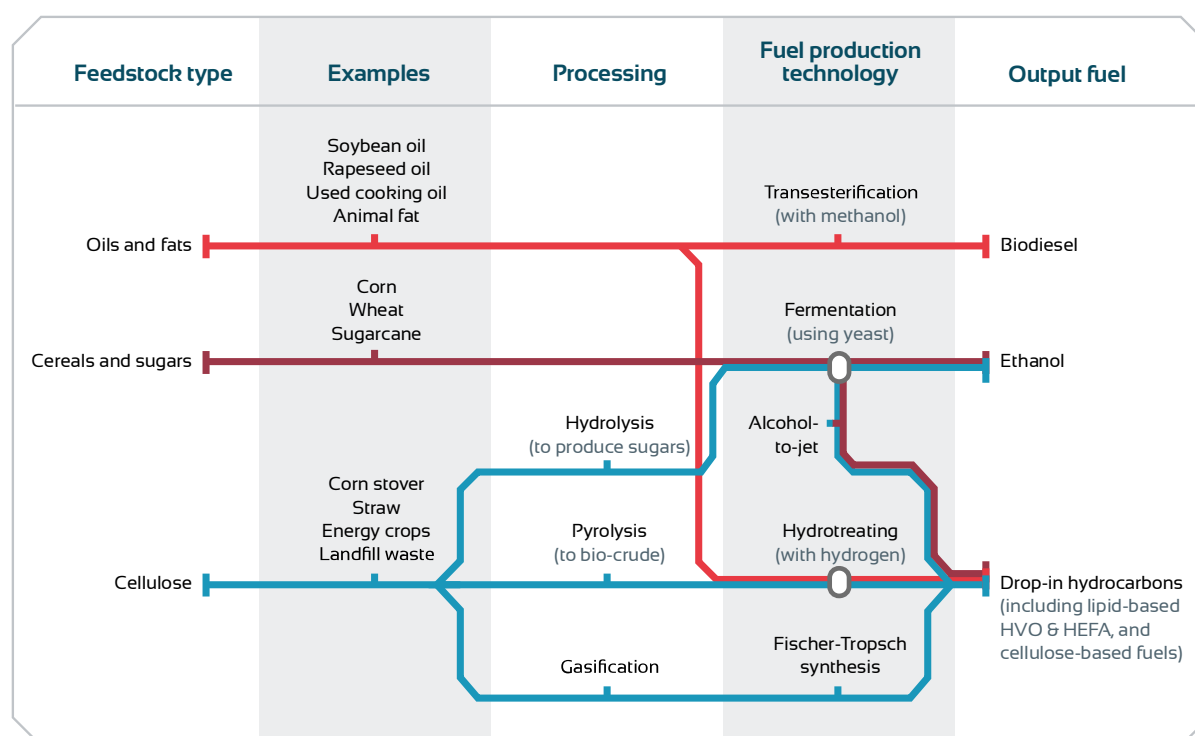 Feedstock type
Examples
Processing
Fuel production
technology
Output fuel
Soybean oil
Rapeseed oil
Used cooking oil
Animal fat
Transesterification
(with methanol)
Oils and fats
Biodiesel
Corn
Wheat
Sugarcane
Fermentation
(using yeast)
Cereals and sugars
Ethanol
Hydrolysis
(to produce sugars)
Alcohol-
to-jet
Corn stover
Straw
Energy crops
Landfill waste
Pyrolysis
(to bio-crude)
Hydrotreating
(with hydrogen)
Cellulose
Drop-in hydrocarbons
(including lipid-based
HVO & HEFA, and
cellulose-based fuels)
Gasification
Fischer-Tropsch
synthesis